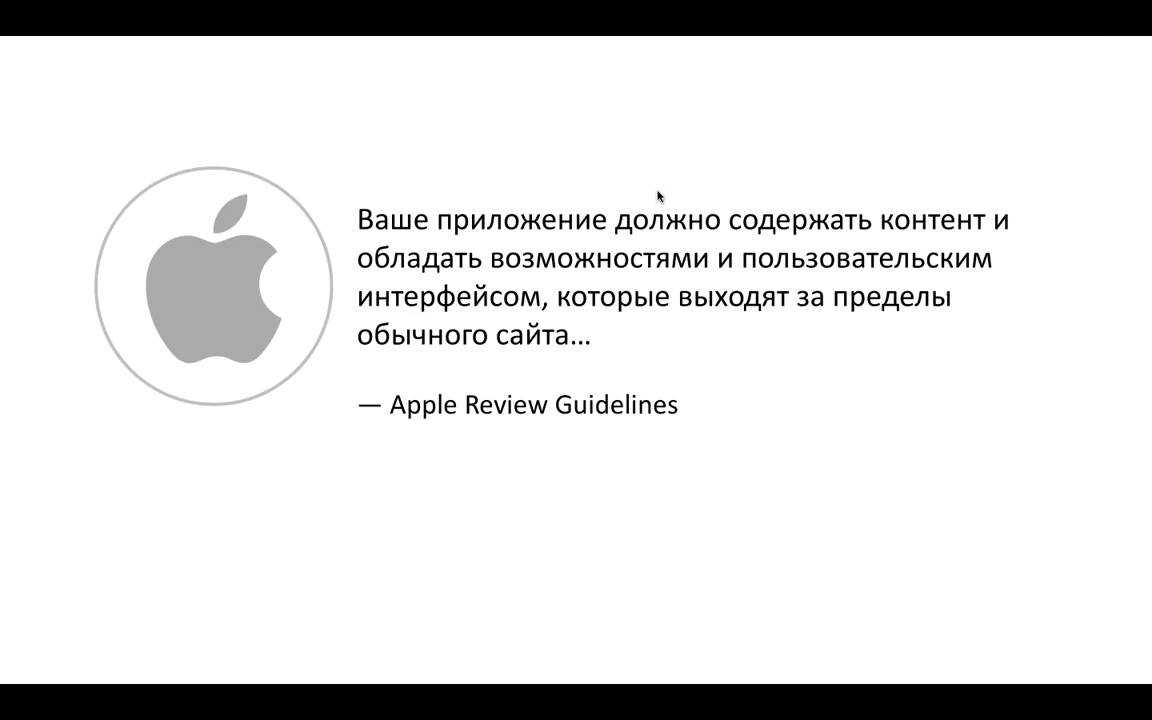 Ваше приложение должно содержать контент и
обладать возможностями и пользовательским
интерфейсом, которые выходят за пределы
обычного сайта…
— Apple Review Guidelines